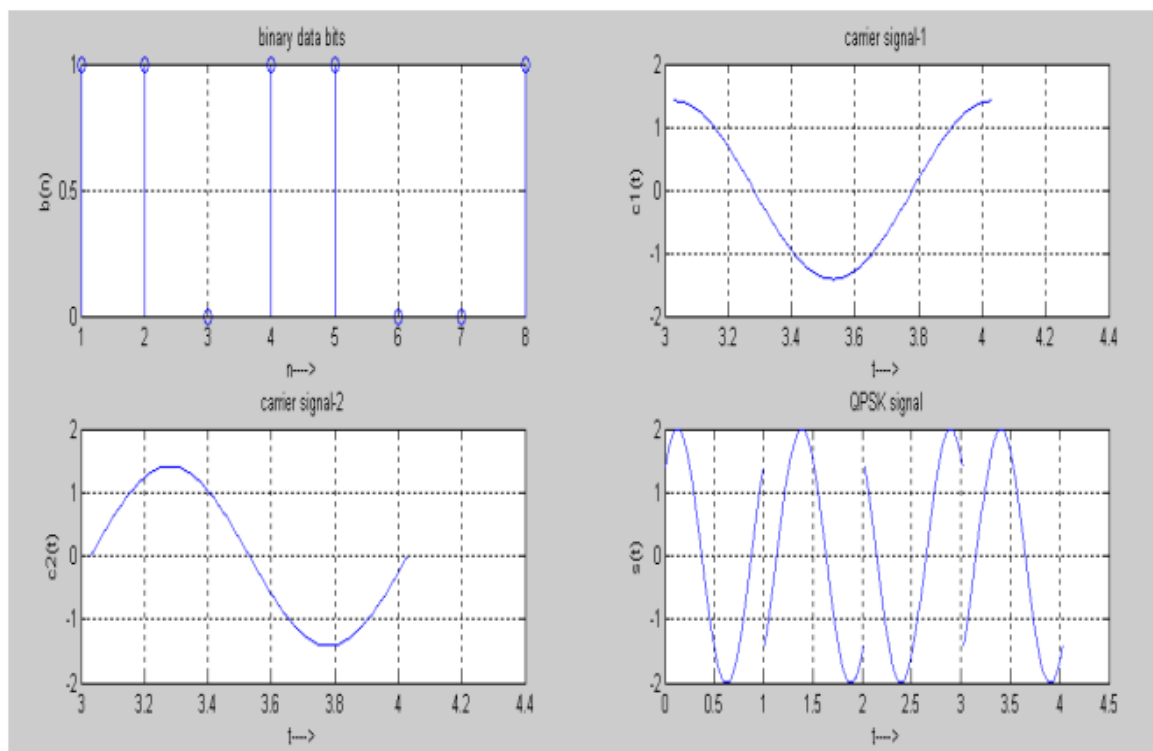 binary data bits
1
0.5
0
b(n)
1 2 3 4 5 6 7 8
n---->
carrier signal-1
2
1
0
-1
-2
c1(t)
3 3.2 3.4 3.6 3.8 4 4.2 4.4
t---->
carrier signal-2
2
1
0
-1
-2
c2(t)
3 3.2 3.4 3.6 3.8 4 4.2 4.4
t---->
QPSK signal
2
1
0
-1
-2
s(t)
0 0.5 1 1.5 2 2.5 3 3.5 4 4.5
t---->